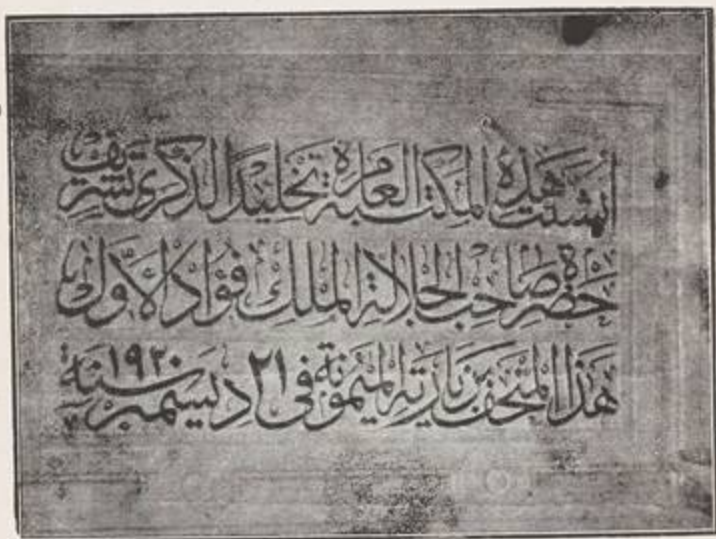 أنشئت هذه المكتبة العامرة تخليدا لذكرى تشريف
حضرة صاحب الجلالة الملك فؤاد الأول
هذا المتحف بزيارته الميمونة في ٢١ ديسمبر سنة ١٩٢٠